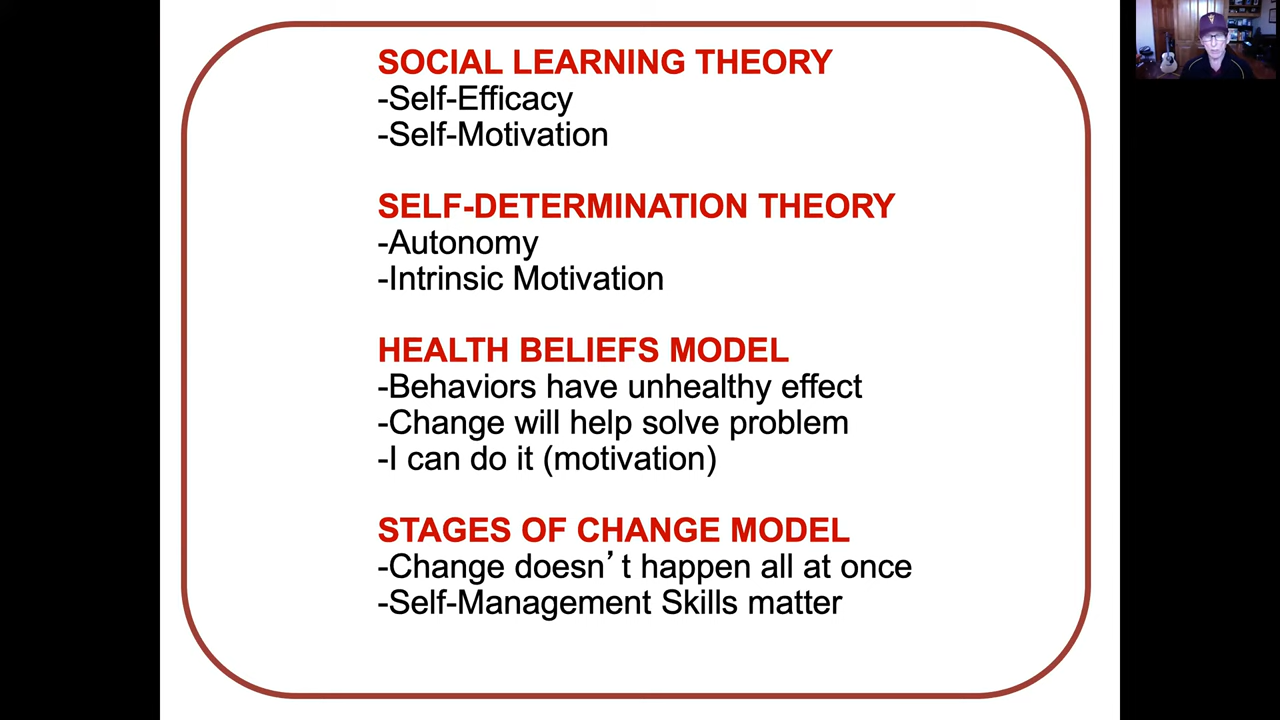 SOCIAL LEARNING THEORY
-Self-Efficacy
-Self-Motivation
SELF-DETERMINATION THEORY
-Autonomy
-Intrinsic Motivation
HEALTH BELIEFS MODEL
-Behaviors have unhealthy effect
-Change will help solve problem
-I can do it (motivation)
STAGES OF CHANGE MODEL
-Change doesn’t happen all at once
-Self-Management Skills matter